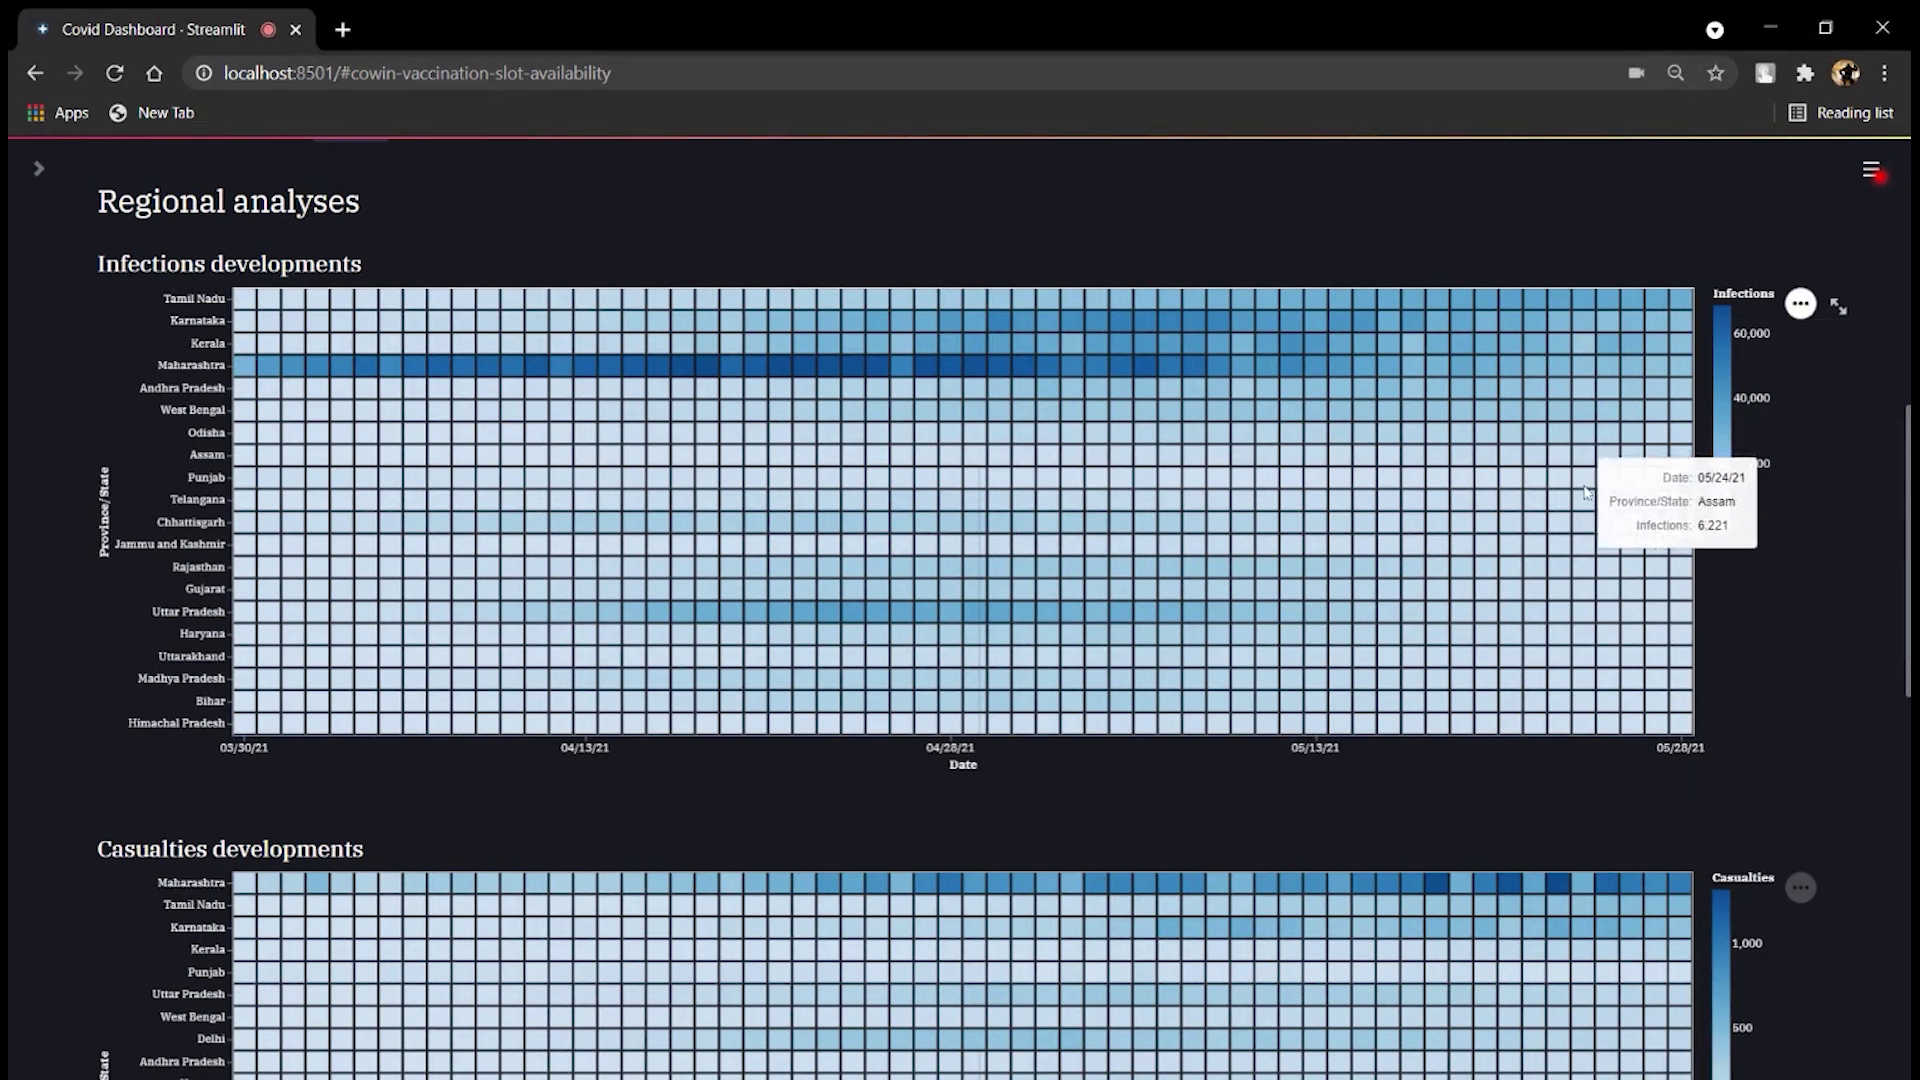 Covid Dashboard · Streamlit
localhost:8501/#cowin-vaccination-slot-availability
Apps
New Tab
Reading list
Regional analyses
Infections developments
Province/State
Tamil Nadu
Karnataka
Kerala
Maharashtra
Andhra Pradesh
West Bengal
Odisha
Assam
Punjab
Telangana
Chhattisgarh
Jammu and Kashmir
Rajasthan
Gujarat
Uttar Pradesh
Haryana
Uttarakhand
Madhya Pradesh
Bihar
Himachal Pradesh
03/30/21 04/13/21 04/28/21 05/13/21 05/28/21
Date
Infections
60,000
40,000
Date: 05/24/21
Province/State: Assam
Infections: 6,221
Casualties developments
Maharashtra
Tamil Nadu
Karnataka
Kerala
Punjab
Uttar Pradesh
West Bengal
Delhi
Andhra Pradesh
State
Casualties
1,000
500